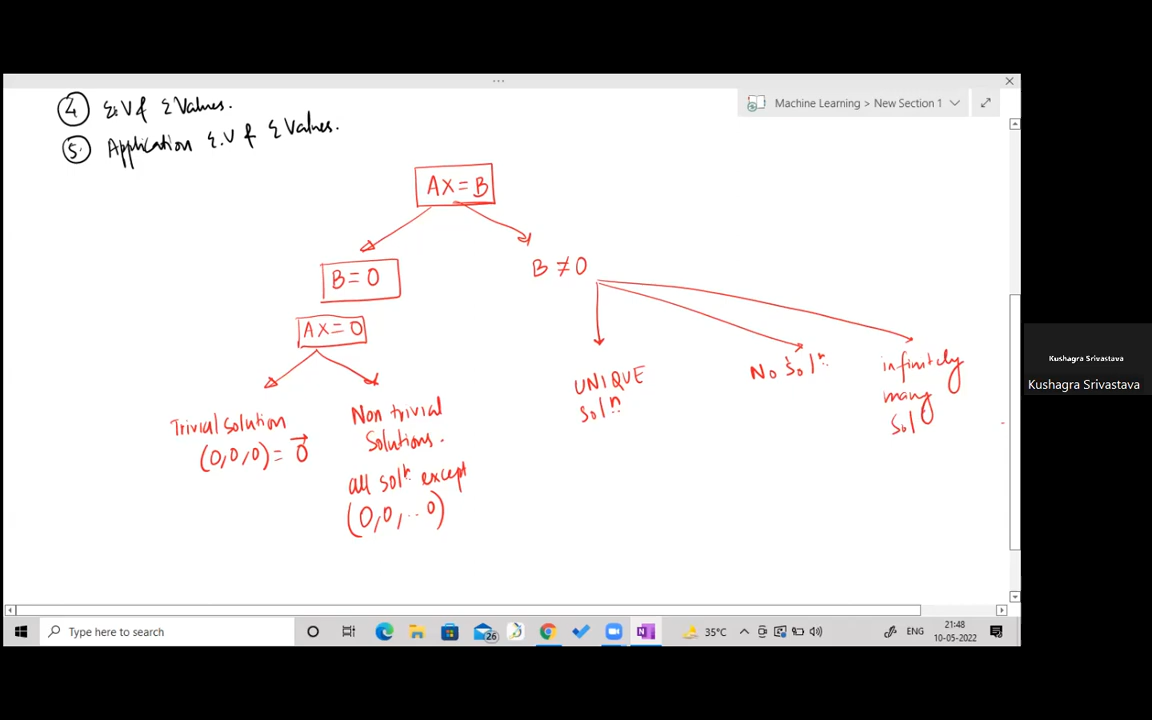 Machine Learning > New Section 1
④ Σ.V & Σ Values.
⑤. Application Σ.V & Σ Values.
AX = B
B = 0
B ≠ 0
AX = 0
Trivial solution
(0,0,0) = 0⃗
Non trivial
Solutions.
all solⁿ except
(0,0,...0)
UNIQUE
Solⁿ
No Solⁿ
infinitely
many
Solⁿ
Kushagra Srivastava
Kushagra Srivastava
Type here to search
26
35°C
ENG
21:48
10-05-2022